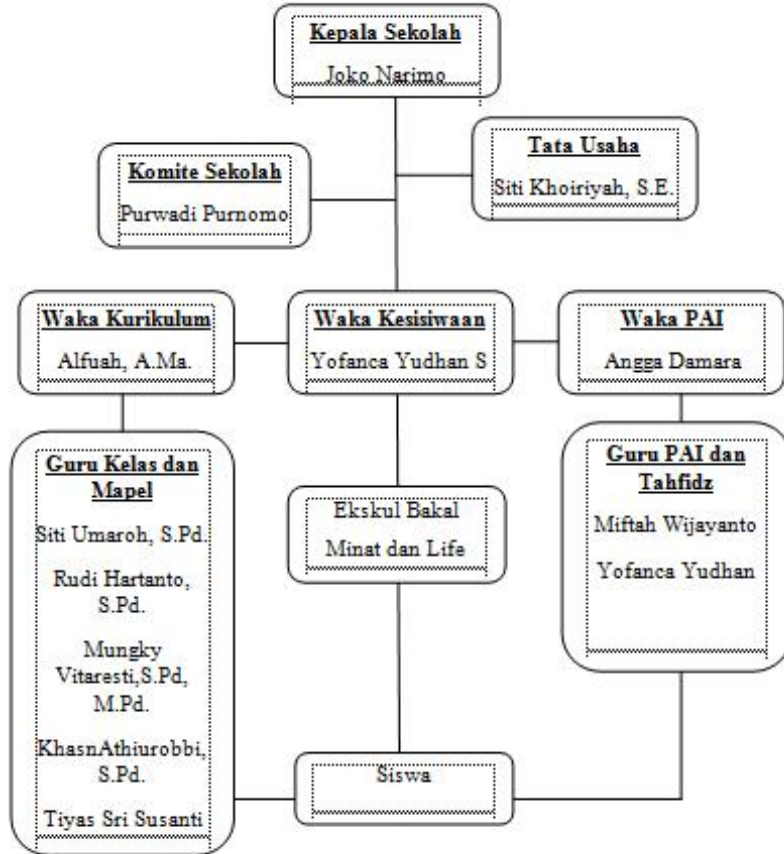 Kepala Sekolah
Joko Narimo
Komite Sekolah
Purwadi Purnomo
Tata Usaha
Siti Khoiriyah, S.E.
Waka Kurikulum
Alfuah, A.Ma.
Waka Kesisiwaan
Yofanca Yudhan S
Waka PAI
Angga Damara
Guru Kelas dan
Mapel
Siti Umaroh, S.Pd.
Rudi Hartanto,
S.Pd.
Mungky
Vitaresti,S.Pd,
M.Pd.
KhasnAthiurobbi,
S.Pd.
Tiyas Sri Susanti
Ekskul Bakal
Minat dan Life
Guru PAI dan
Tahfidz
Miftah Wijayanto
Yofanca Yudhan
Siswa